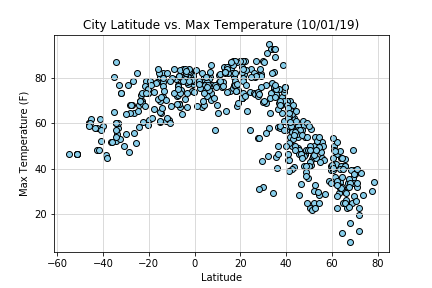 City Latitude vs. Max Temperature (10/01/19)
Max Temperature (F)
80
60
40
20
−60 −40 −20 0 20 40 60 80
Latitude